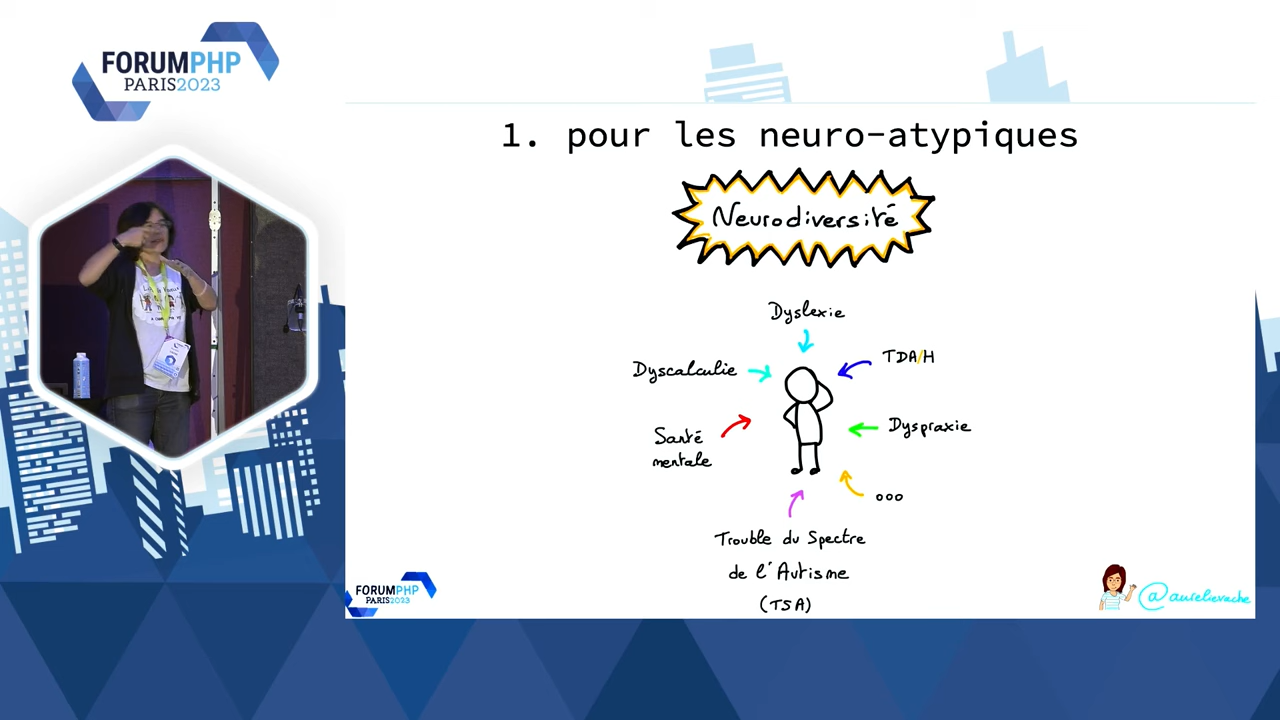 FORUMPHP
PARIS2023
1. pour les neuro-atypiques
Neurodiversité
Dyslexie
TDA/H
Dyscalculie
Dyspraxie
Santé
mentale
ooo
Trouble du Spectre
de l'Autisme
(TSA)
FORUMPHP
PARIS2023
@aurelievache